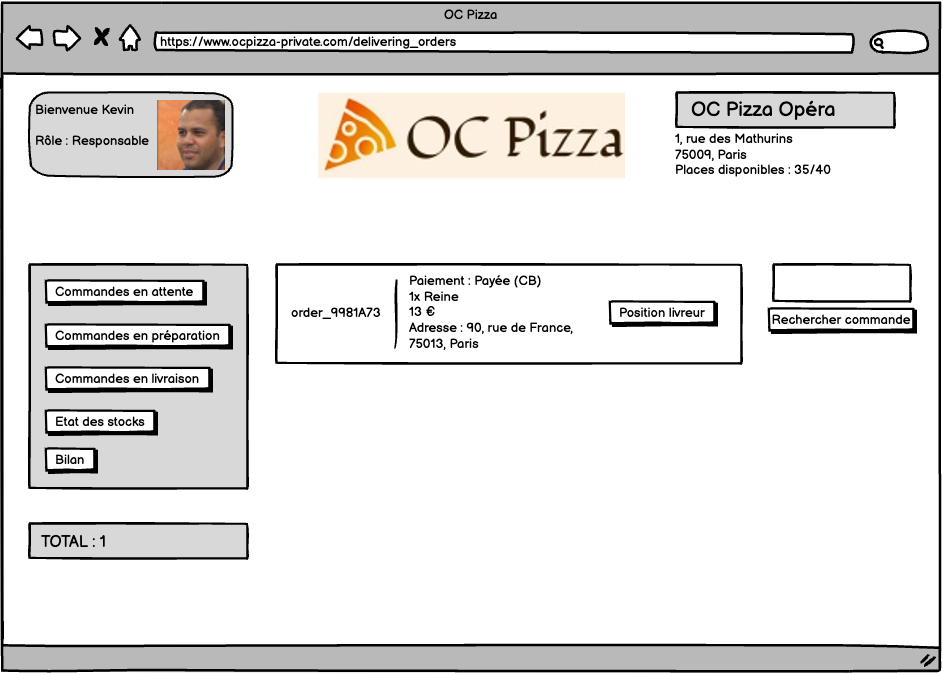 OC Pizza
https://www.ocpizza-private.com/delivering_orders
Bienvenue Kevin
Rôle : Responsable
OC Pizza
OC Pizza Opéra
1, rue des Mathurins
75009, Paris
Places disponibles : 35/40
Commandes en attente
Commandes en préparation
Commandes en livraison
Etat des stocks
Bilan
TOTAL : 1
order_9981A73
Paiement : Payée (CB)
1x Reine
13 €
Adresse : 90, rue de France,
75013, Paris
Position livreur
Rechercher commande